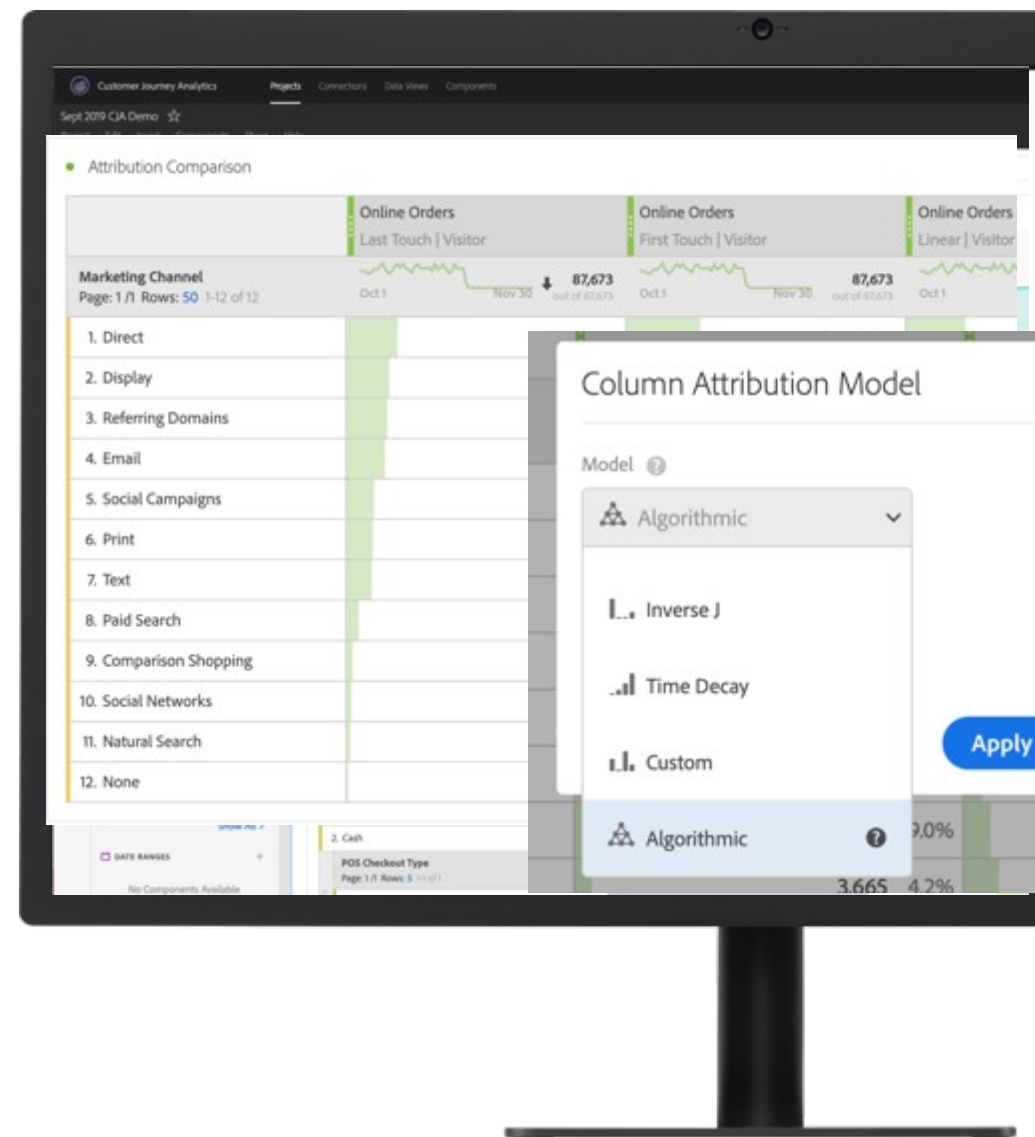 Customer Journey Analytics Projects Connections Data Views Components
Sept 2019 CJA Demo
Attribution Comparison
Online Orders Online Orders Online Orders
Last Touch | Visitor First Touch | Visitor Linear | Visitor
Marketing Channel
Page: 1 /1 Rows: 50 1-12 of 12
87,673 87,673
Oct 1 Nov 30 out of 87,673 Oct 1 Nov 30 out of 87,673 Oct 1
1. Direct
2. Display
3. Referring Domains
4. Email
5. Social Campaigns
6. Print
7. Text
8. Paid Search
9. Comparison Shopping
10. Social Networks
11. Natural Search
12. None
Column Attribution Model
Model
Algorithmic
Inverse J
Time Decay
Custom
Apply
Algorithmic
9.0%
3,665 4.2%
2. Cash
DATE RANGES
POS Checkout Type
Page: 1 /1 Rows: 5
No Components Available